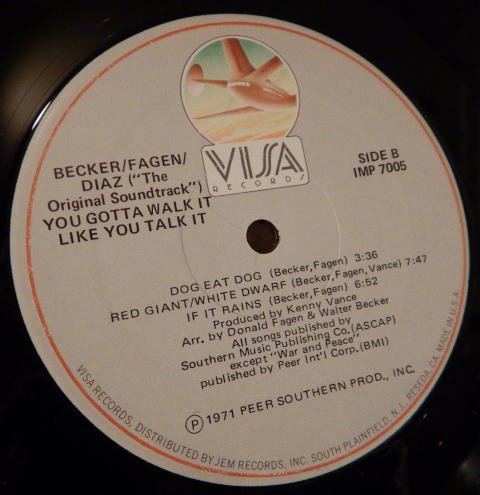 VISA
RECORDS
BECKER/FAGEN/
DIAZ ("The
Original Soundtrack")
YOU GOTTA WALK IT
LIKE YOU TALK IT
SIDE B
IMP 7005
DOG EAT DOG (Becker,Fagen) 3:36
RED GIANT/WHITE DWARF (Becker,Fagen,Vance) 7:47
IF IT RAINS (Becker,Fagen) 6:52
Produced by Kenny Vance
Arr. by Donald Fagen & Walter Becker
All songs published by
Southern Music Publishing Co.(ASCAP)
except "War and Peace"
published by Peer Int'l Corp.(BMI)
Ⓟ 1971 PEER SOUTHERN PROD., INC.
VISA RECORDS, DISTRIBUTED BY JEM RECORDS, INC. SOUTH PLAINFIELD, N.J. RESEDA, CA. MADE IN U.S.A.